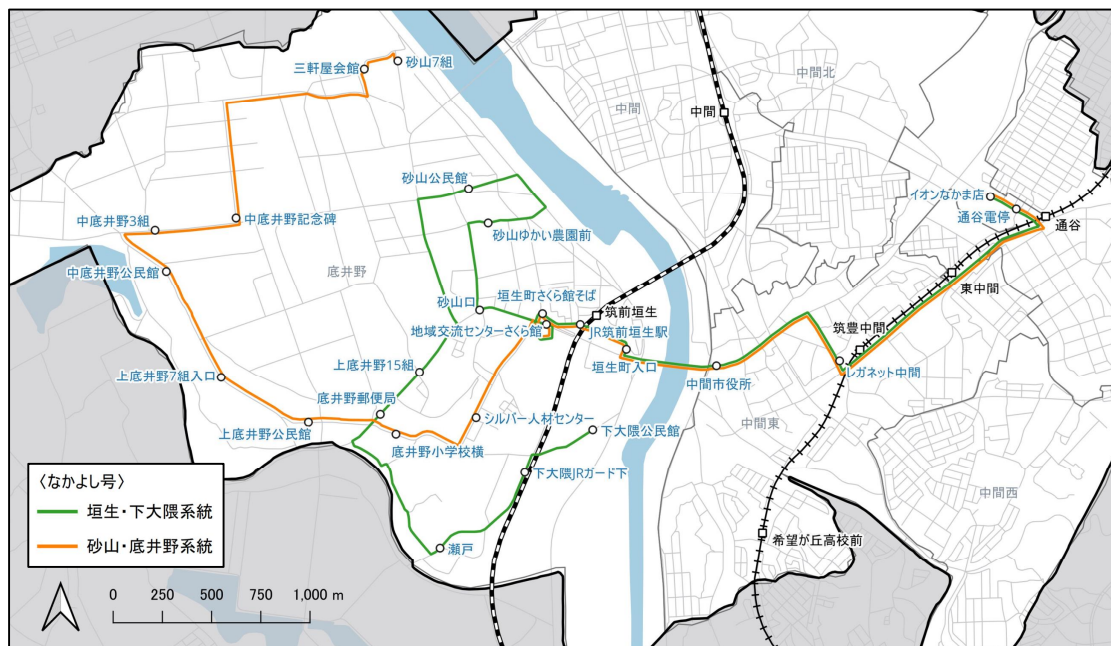 三軒屋会館
砂山7組
中間北
中間
中間
砂山公民館
イオンなかま店
中底井野3組
中底井野記念碑
砂山ゆかい農園前
通谷電停
通谷
底井野
中底井野公民館
東中間
砂山口
埴生町さくら館そば
筑前垣生
地域交流センターさくら館
JR筑前垣生駅
筑豊中間
上底井野7組入口
上底井野15組
垣生町入口
中間市役所
レガネット中間
底井野郵便局
上底井野公民館
シルバー人材センター
下大隈公民館
中間東
底井野小学校横
下大隈JRガード下
中間西
〈なかよし号〉
垣生・下大隈系統
砂山・底井野系統
瀬戸
希望が丘高校前
0 250 500 750 1,000 m